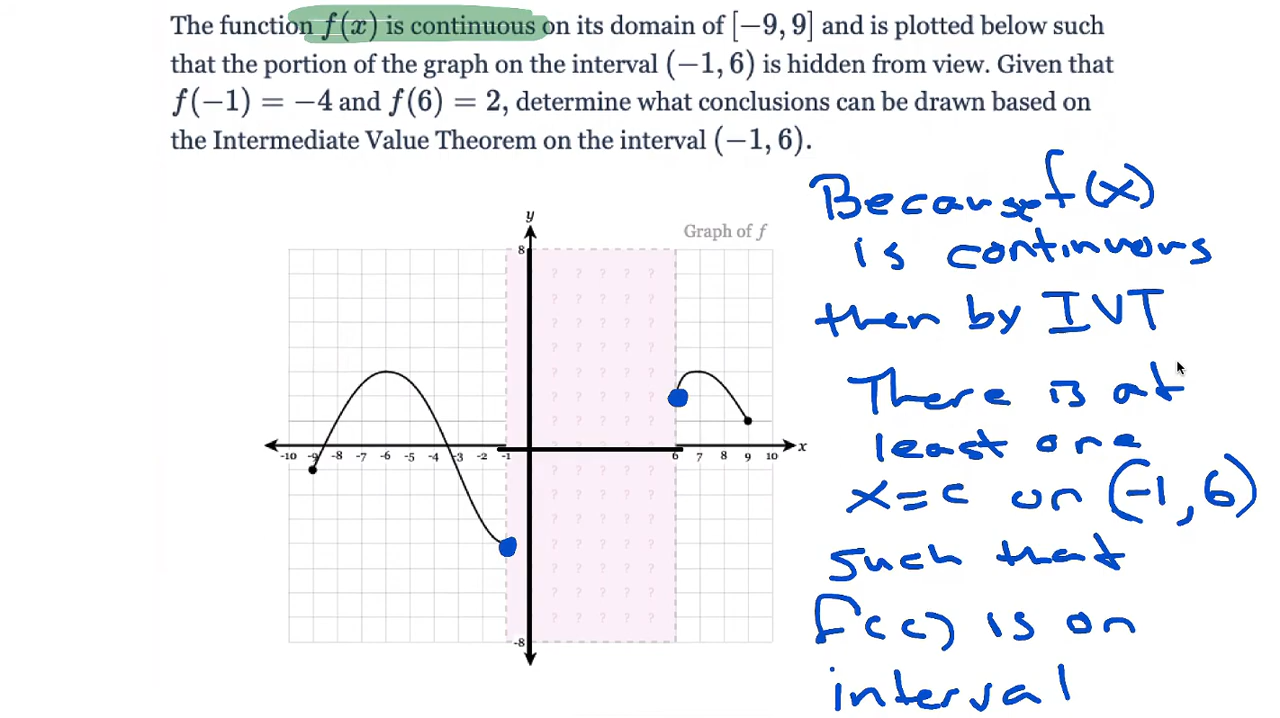 The function f(x) is continuous on its domain of [−9, 9] and is plotted below such
that the portion of the graph on the interval (−1, 6) is hidden from view. Given that
f(−1) = −4 and f(6) = 2, determine what conclusions can be drawn based on
the Intermediate Value Theorem on the interval (−1, 6).
Because f(x)
is continuous
then by IVT
There is at
least one
x = c on (-1, 6)
such that
f(c) is on
interval
y
Graph of f
8
? ? ? ? ?
? ? ? ? ?
? ? ? ? ?
? ? ? ? ?
? ? ? ? ?
? ? ? ? ?
? ? ? ? ?
x
-10 -9 -8 -7 -6 -5 -4 -3 -2 -1 6 7 8 9 10
? ? ? ? ?
? ? ? ? ?
? ? ? ? ?
? ? ? ? ?
? ? ? ? ?
? ? ? ? ?
? ? ? ? ?
-8